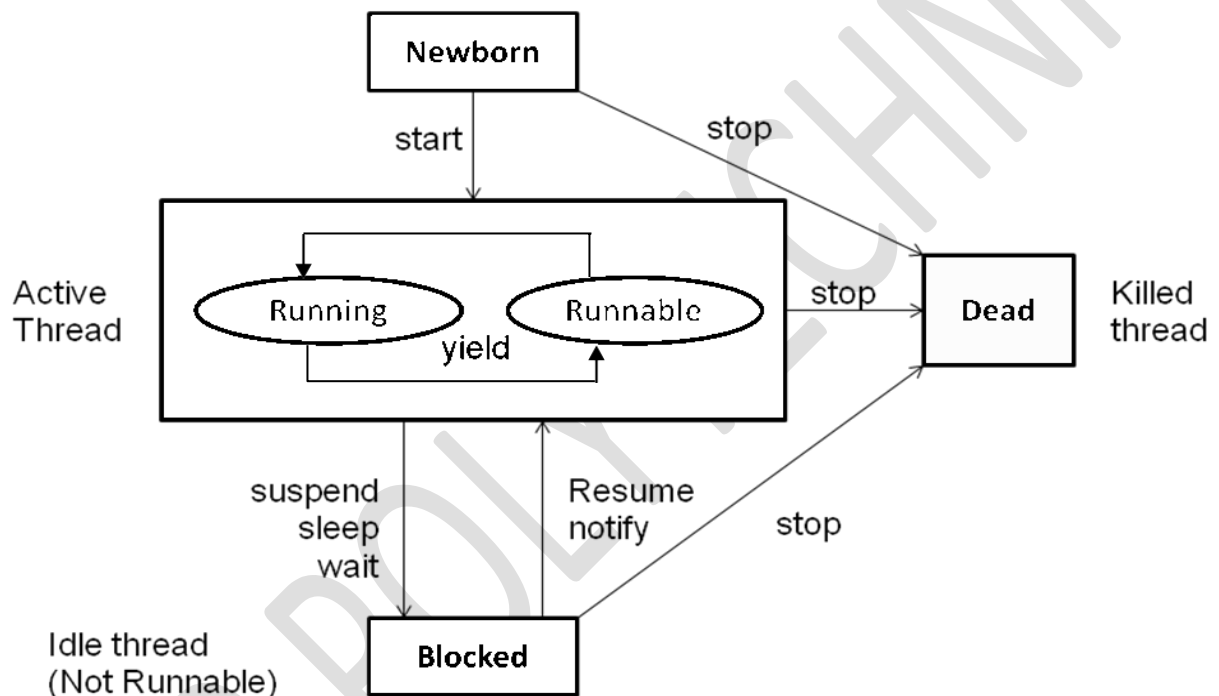 Newborn
start
stop
Active
Thread
Running
Runnable
yield
stop
Dead
Killed
thread
suspend
sleep
wait
Resume
notify
stop
Idle thread
(Not Runnable)
Blocked
POLYTECHNI